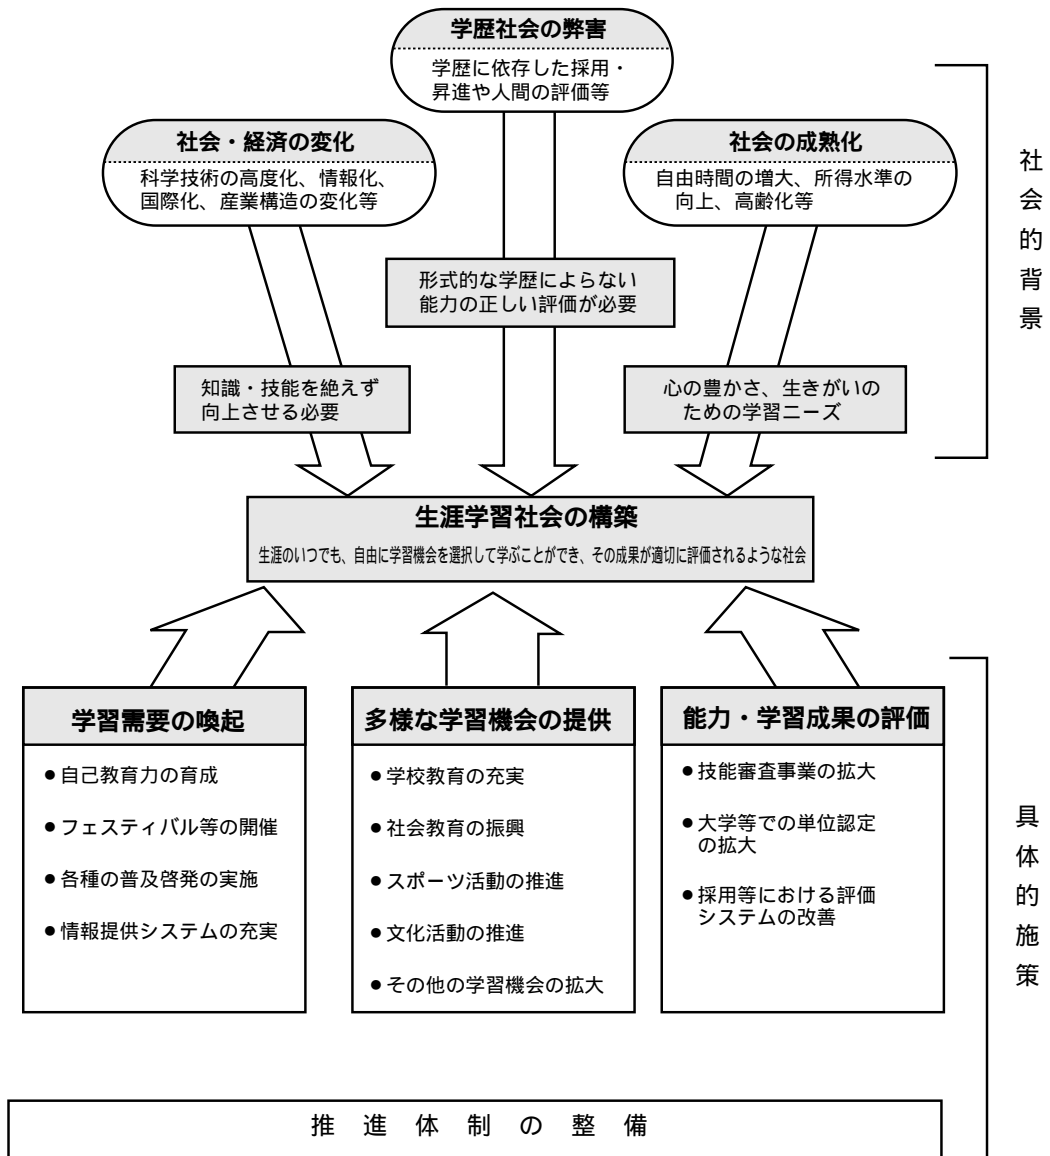 学歴社会の弊害
学歴に依存した採用・
昇進や人間の評価等
社会・経済の変化
科学技術の高度化、情報化、
国際化、産業構造の変化等
社会の成熟化
自由時間の増大、所得水準の
向上、高齢化等
社会的背景
形式的な学歴によらない
能力の正しい評価が必要
知識・技能を絶えず
向上させる必要
心の豊かさ、生きがいの
ための学習ニーズ
生涯学習社会の構築
生涯のいつでも、自由に学習機会を選択して学ぶことができ、その成果が適切に評価されるような社会
学習需要の喚起
●自己教育力の育成
●フェスティバル等の開催
●各種の普及啓発の実施
●情報提供システムの充実
多様な学習機会の提供
●学校教育の充実
●社会教育の振興
●スポーツ活動の推進
●文化活動の推進
●その他の学習機会の拡大
能力・学習成果の評価
●技能審査事業の拡大
●大学等での単位認定
の拡大
●採用等における評価
システムの改善
具体的施策
推進体制の整備